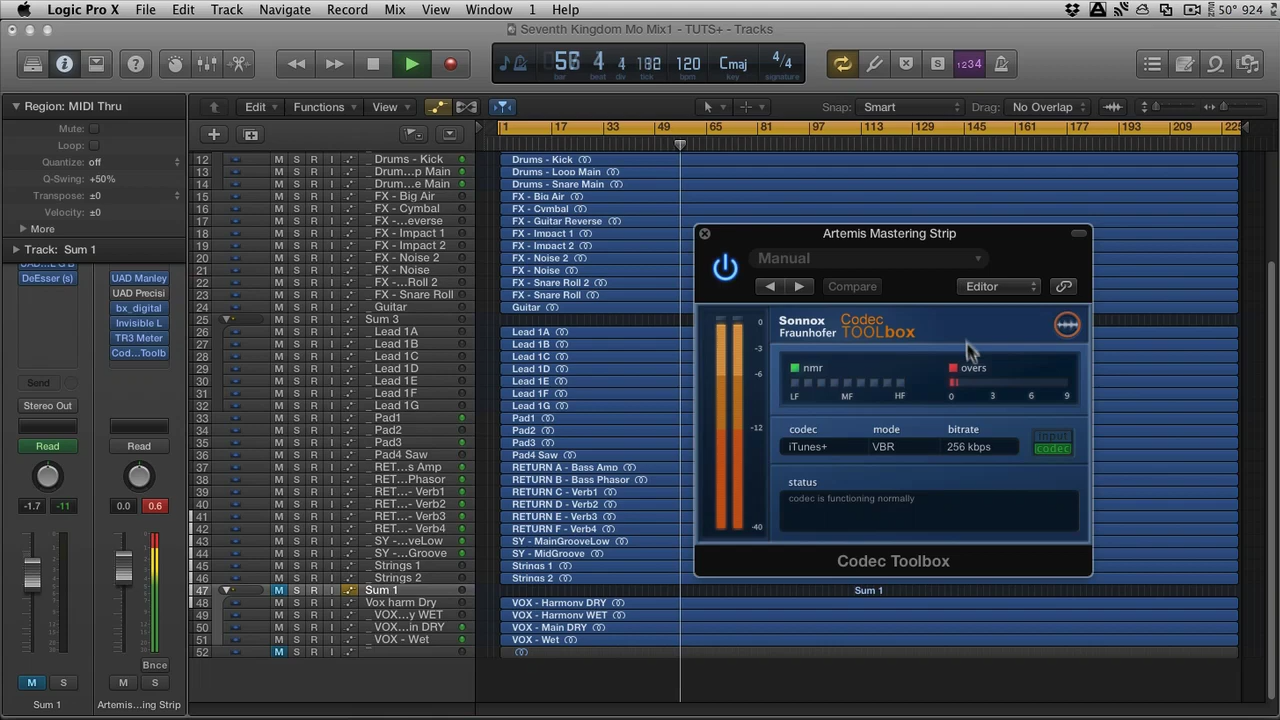 Logic Pro X File Edit Track Navigate Record Mix View Window 1 Help 50° 924
Seventh Kingdom Mo Mix1 - TUTS+ - Tracks
56 4 4 192 120 Cmaj 4/4
bar beat div tick bpm key signature
S 1234
Region: MIDI Thru
Mute:
Loop:
Quantize: off
Q-Swing: +50%
Transpose: ±0
Velocity: ±0
More
Track: Sum 1
DeEsser (s)
UAD Manley
UAD Precisi
bx_digital
Invisible L
TR3 Meter
Cod...Toolb
Send
Stereo Out
Read Read
-1.7 -11 0.0 0.6
Bnce
M S M S
Sum 1 Artemis...ing Strip
Edit Functions View Snap: Smart Drag: No Overlap
1 17 33 49 65 81 97 113 129 145 161 177 193 209
12 M S R I _ Drums - Kick Drums - Kick
13 M S R I _ Drum...p Main Drums - Loop Main
14 M S R I _ Drum...e Main Drums - Snare Main
15 M S R I _ FX - Big Air FX - Big Air
16 M S R I _ FX - Cymbal FX - Cymbal
17 M S R I _ FX -...everse FX - Guitar Reverse
18 M S R I _ FX - Impact 1 FX - Impact 1
19 M S R I _ FX - Impact 2 FX - Impact 2
20 M S R I _ FX - Noise 2 FX - Noise 2
21 M S R I _ FX - Noise FX - Noise
22 M S R I _ FX -...Roll 2 FX - Snare Roll 2
23 M S R I _ FX - Snare Roll FX - Snare Roll
24 M S R I Guitar Guitar
25 M S R I Sum 3
26 M S R I _ Lead 1A Lead 1A
27 M S R I _ Lead 1B Lead 1B
28 M S R I _ Lead 1C Lead 1C
29 M S R I _ Lead 1D Lead 1D
30 M S R I _ Lead 1E Lead 1E
31 M S R I _ Lead 1F Lead 1F
32 M S R I _ Lead 1G Lead 1G
33 M S R I _ Pad1 Pad1
34 M S R I _ Pad2 Pad2
35 M S R I _ Pad3 Pad3
36 M S R I _ Pad4 Saw Pad4 Saw
37 M S R I _ RET...s Amp RETURN A - Bass Amp
38 M S R I _ RET...Phasor RETURN B - Bass Phasor
39 M S R I _ RET...- Verb1 RETURN C - Verb1
40 M S R I _ RET...- Verb2 RETURN D - Verb2
41 M S R I _ RET...- Verb3 RETURN E - Verb3
42 M S R I _ RET...- Verb4 RETURN F - Verb4
43 M S R I _ SY -...veLow SY - MainGrooveLow
44 M S R I _ SY -...Groove SY - MidGroove
45 M S R I _ Strings 1 Strings 1
46 M S R I _ Strings 2 Strings 2
47 M S R I Sum 1 Sum 1
48 M S R I Vox harm Dry VOX - Harmony DRY
49 M S R I _ VOX...y WET VOX - Harmony WET
50 M S R I _ VOX...in DRY VOX - Main DRY
51 M S R I _ VOX - Wet VOX - Wet
52 M S R I
Artemis Mastering Strip
Manual
Compare Editor
Sonnox Fraunhofer Codec TOOLbox
0
-3
-6
-12
-40
nmr overs
LF MF HF 0 3 6 9
codec mode bitrate
iTunes+ VBR 256 kbps
input
codec
status
codec is functioning normally
Codec Toolbox